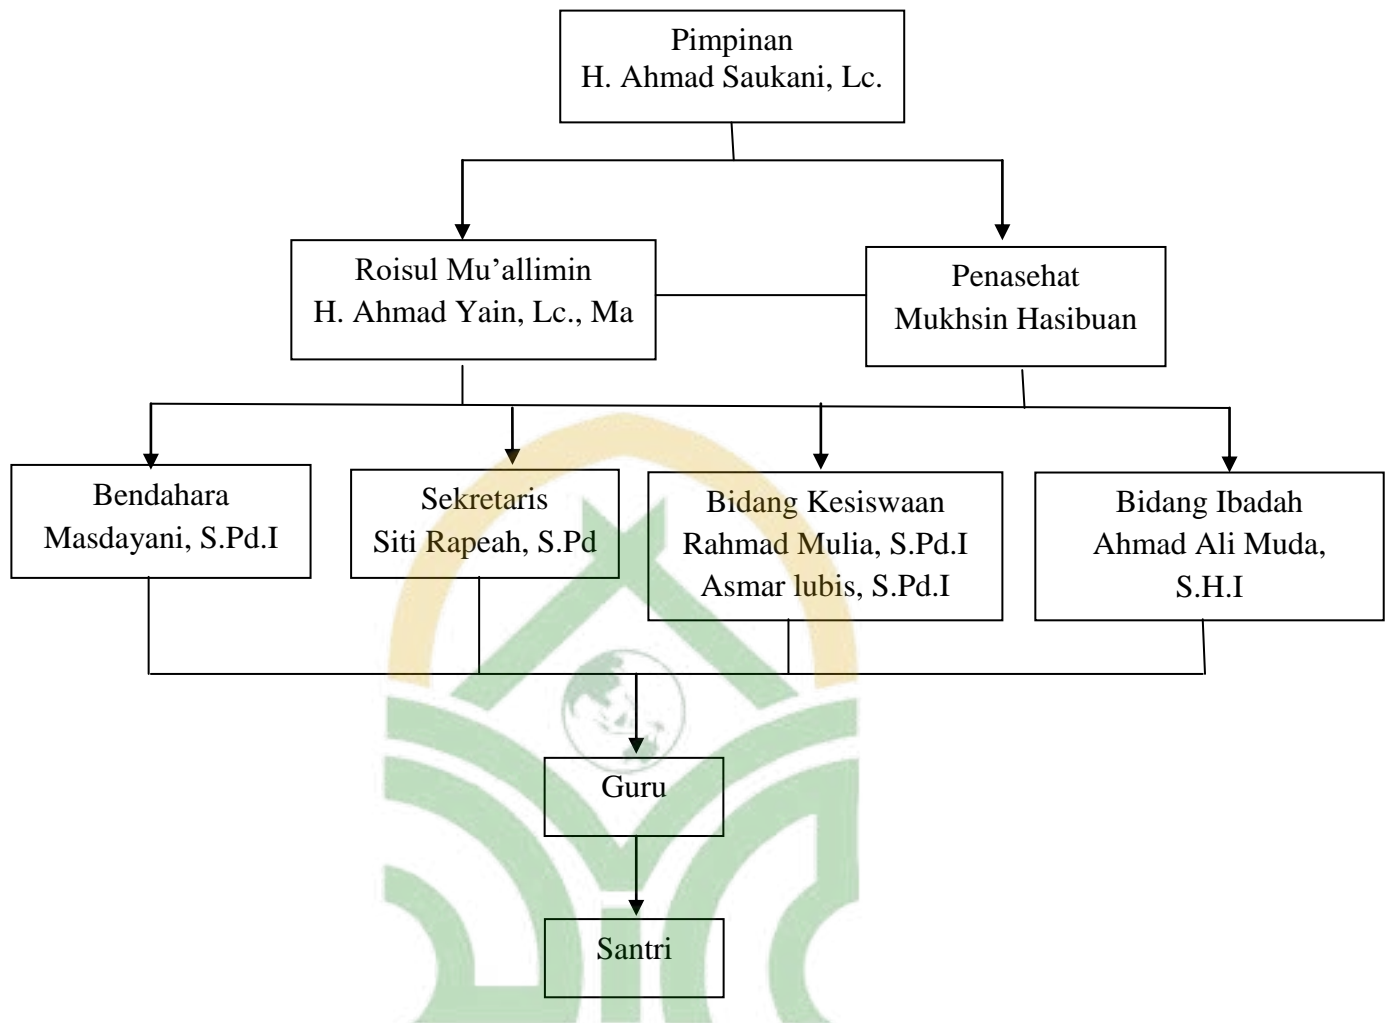 Pimpinan
H. Ahmad Saukani, Lc.
Roisul Mu’allimin
H. Ahmad Yain, Lc., Ma
Penasehat
Mukhsin Hasibuan
Bendahara
Masdayani, S.Pd.I
Sekretaris
Siti Rapeah, S.Pd
Bidang Kesiswaan
Rahmad Mulia, S.Pd.I
Asmar lubis, S.Pd.I
Bidang Ibadah
Ahmad Ali Muda,
S.H.I
Guru
Santri